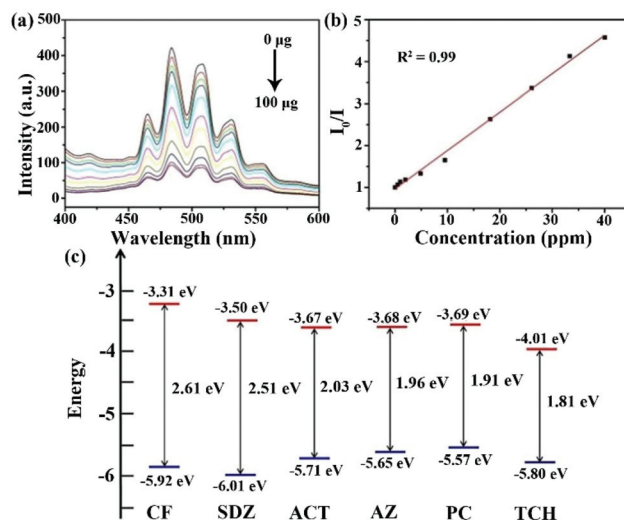 (a)
500
400
300
200
100
0
Intensity (a.u.)
0 µg
100 µg
400 450 500 550 600
Wavelength (nm)
(b)
5
4
3
2
1
0
I₀/I
R² = 0.99
0 10 20 30 40
Concentration (ppm)
(c)
Energy
-3
-4
-5
-6
-3.31 eV -3.50 eV -3.67 eV -3.68 eV -3.69 eV -4.01 eV
2.61 eV 2.51 eV 2.03 eV 1.96 eV 1.91 eV 1.81 eV
-5.92 eV -6.01 eV -5.71 eV -5.65 eV -5.57 eV -5.80 eV
CF SDZ ACT AZ PC TCH